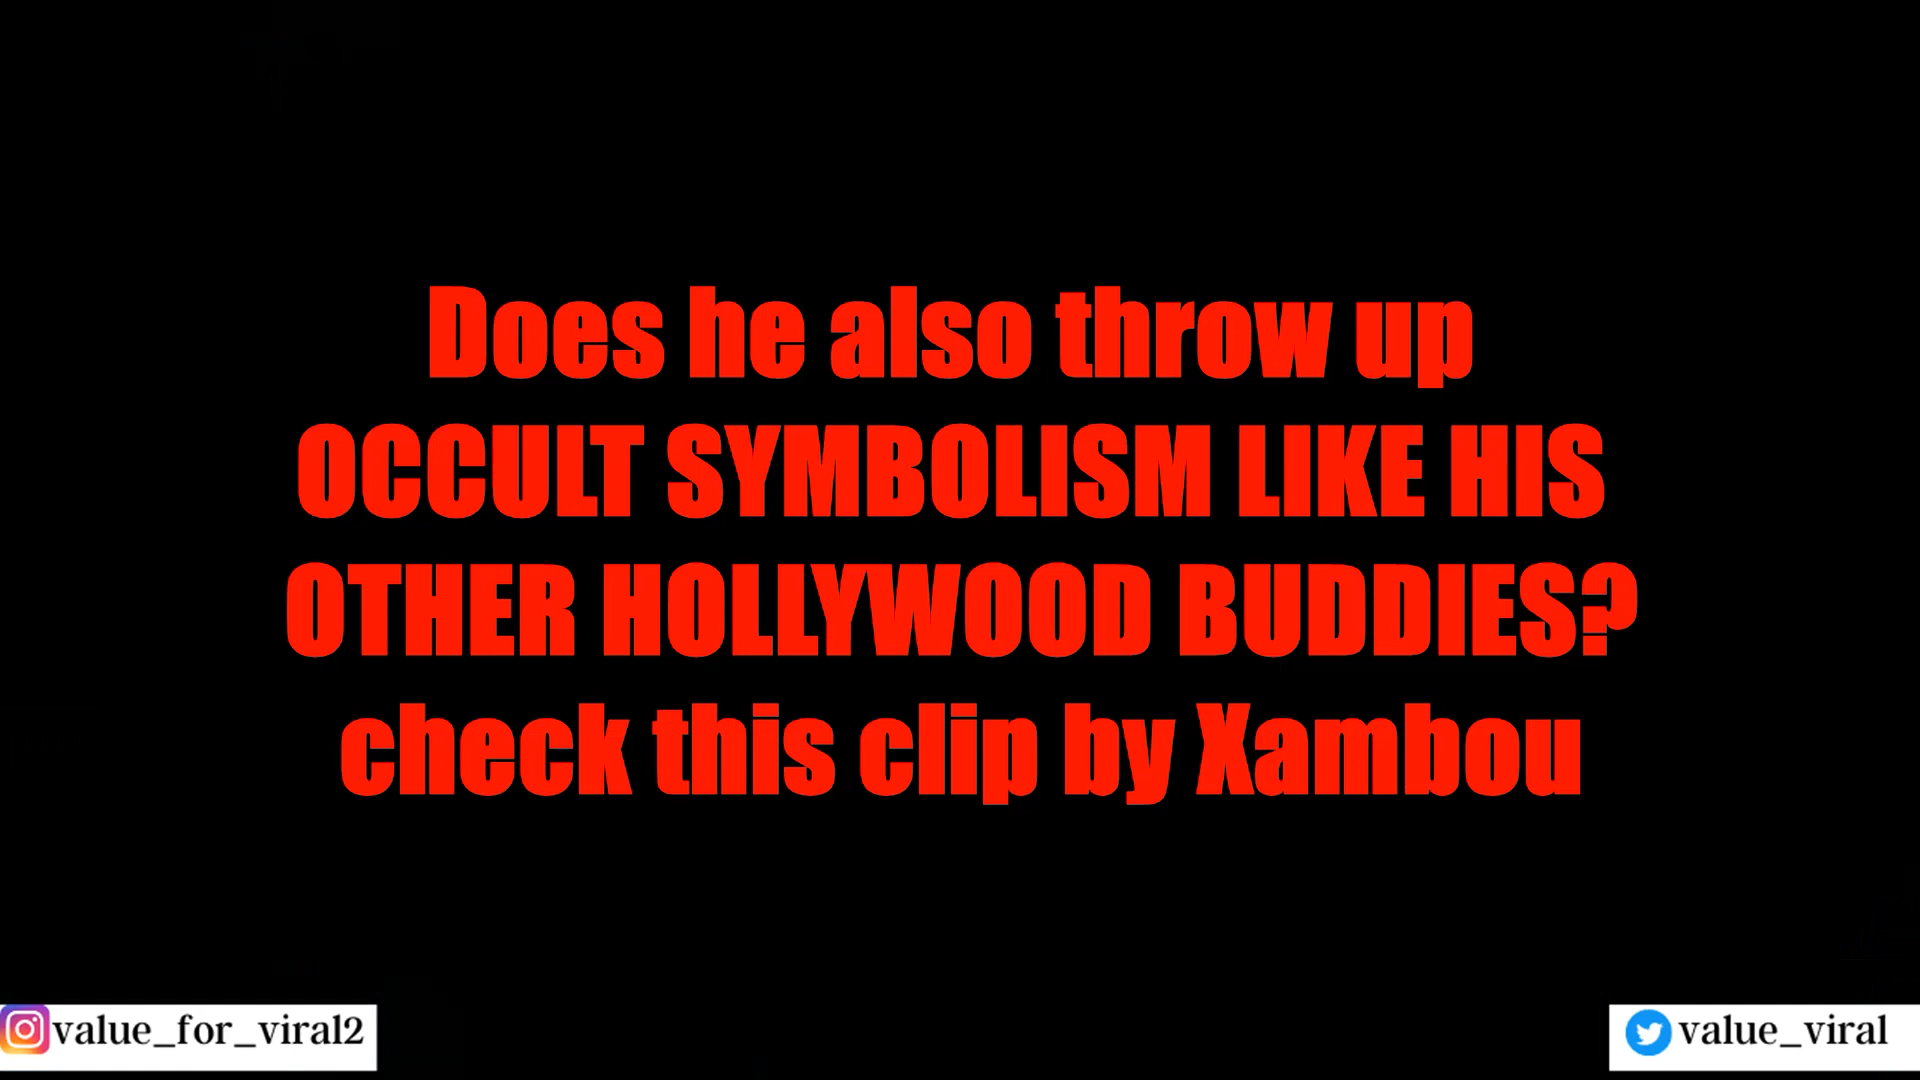 Does he also throw up
OCCULT SYMBOLISM LIKE HIS
OTHER HOLLYWOOD BUDDIES?
check this clip by Xambou
value_for_viral2
value_viral